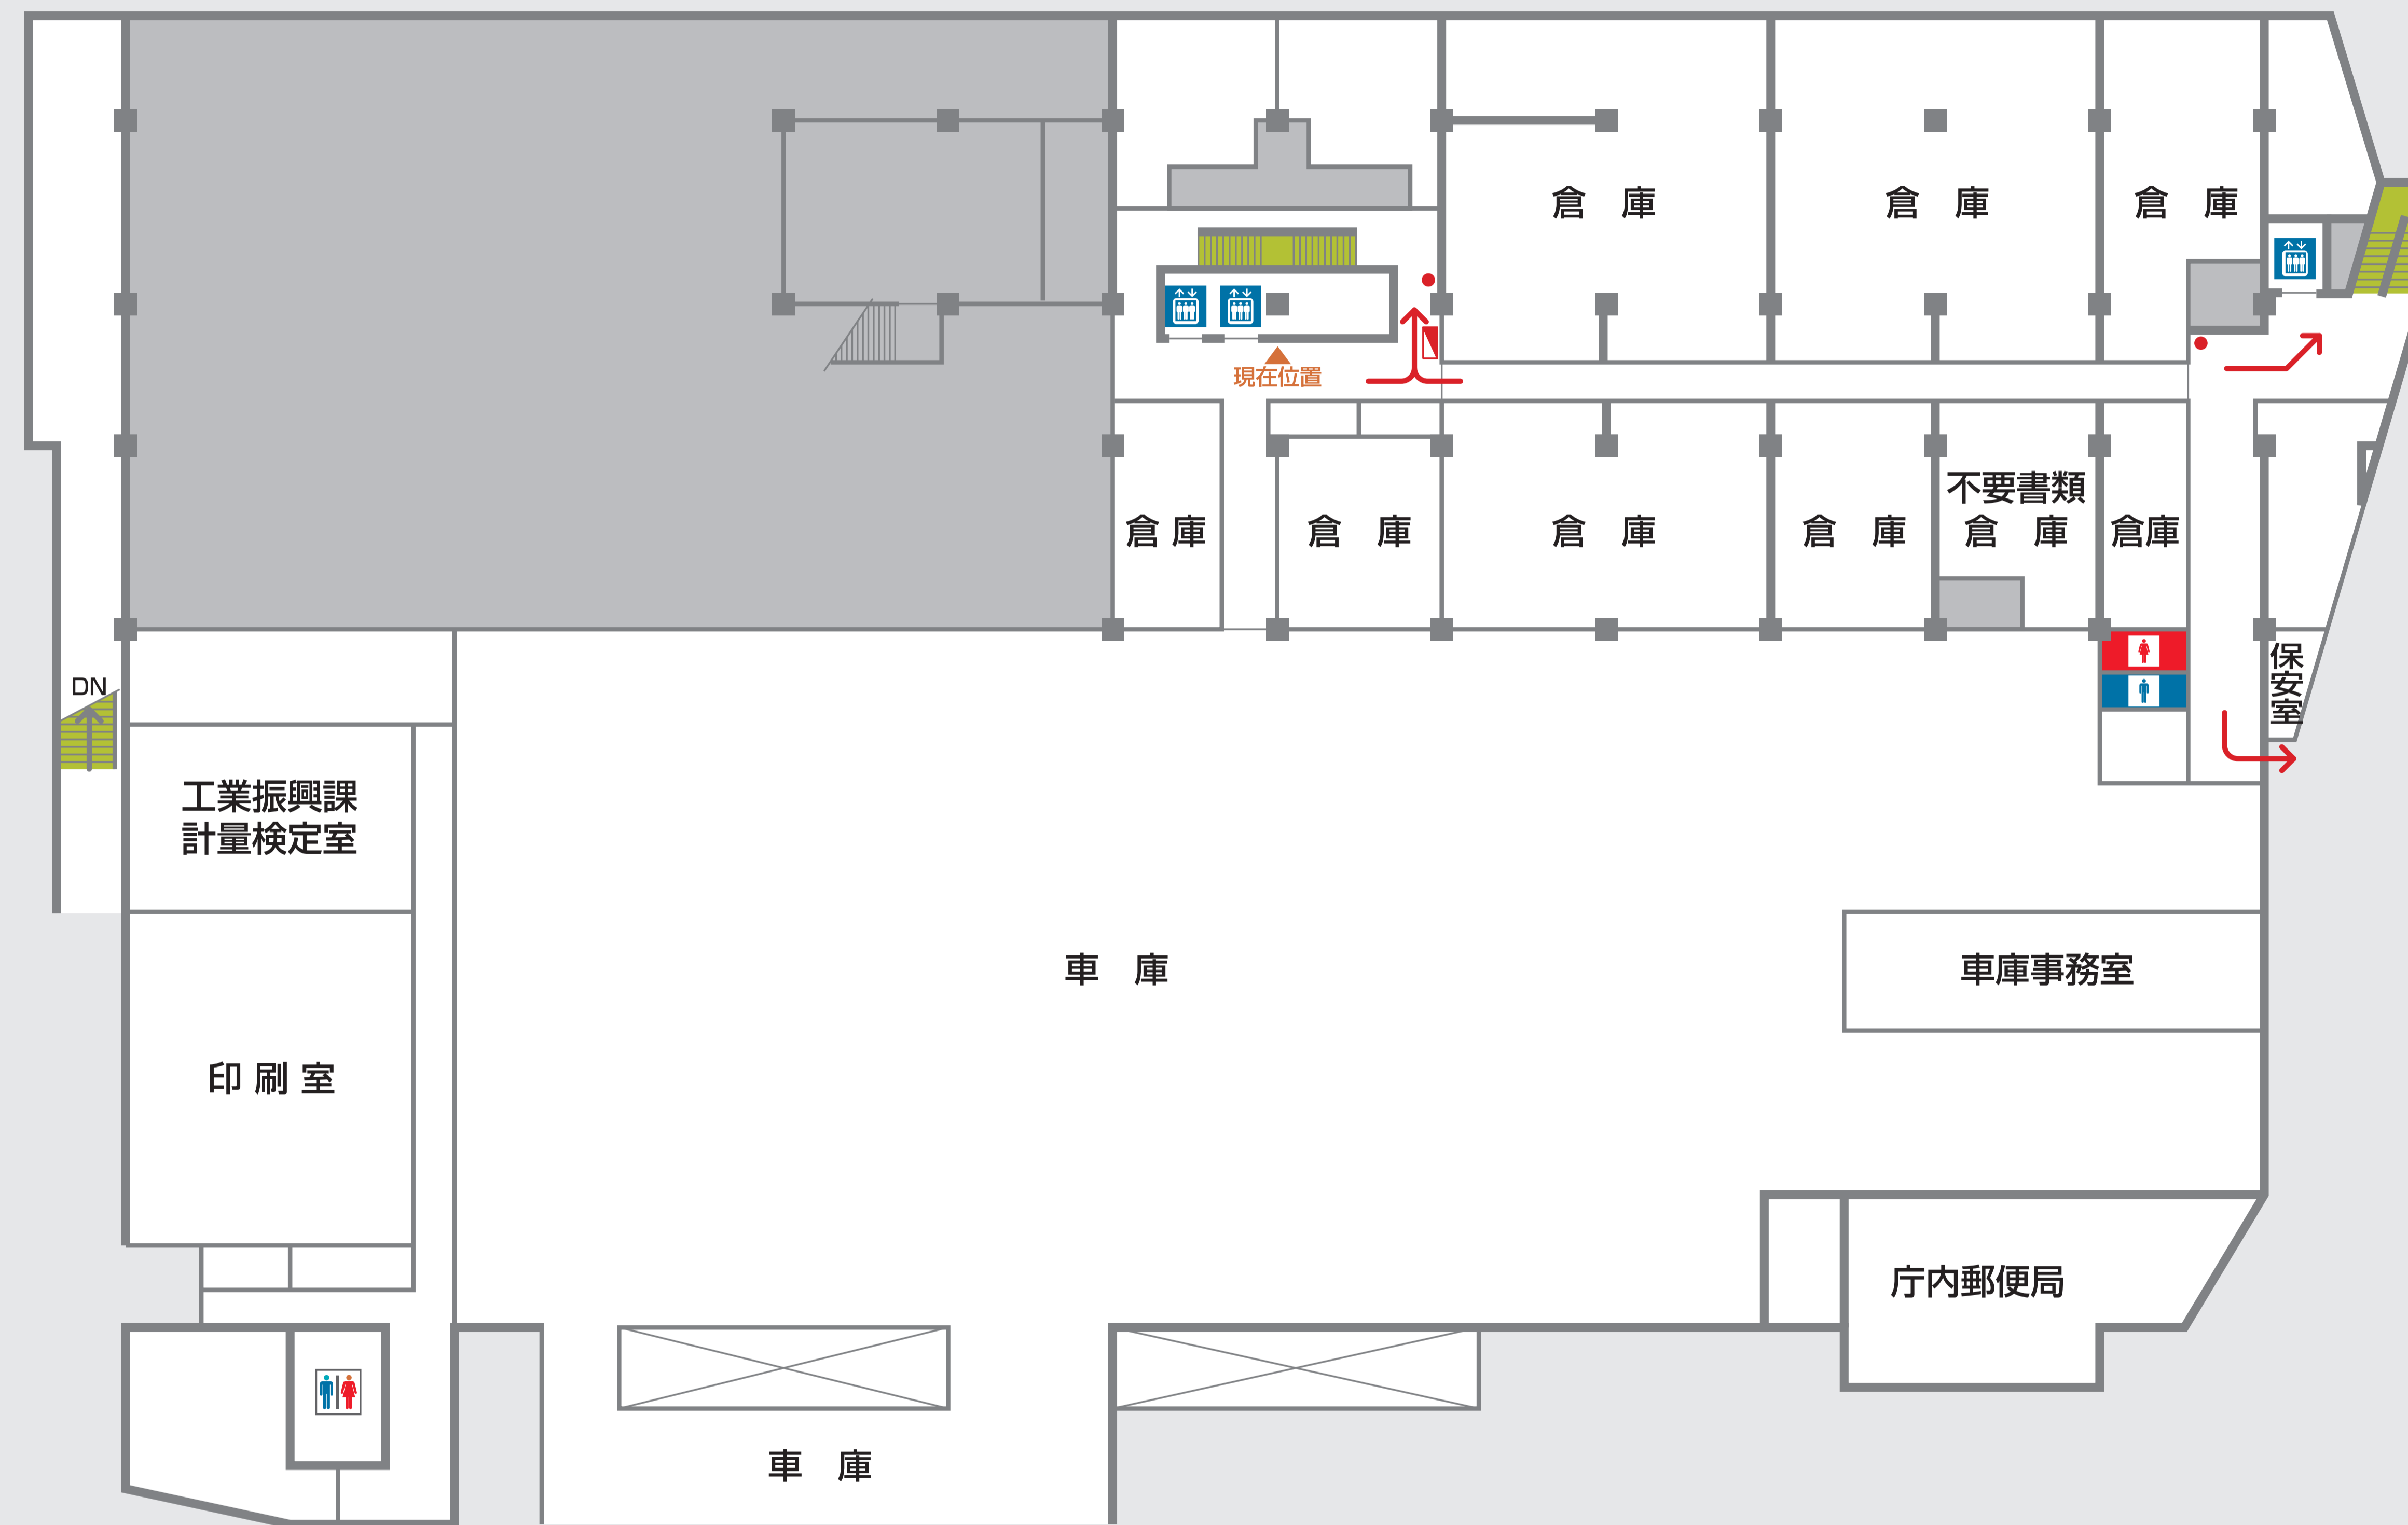 倉　庫
倉　庫
倉　庫
現在位置
不要書類
倉 庫
倉　庫
倉　庫
倉　庫
倉　庫
倉庫
保安室
DN
工業振興課
計量検定室
車　庫
車庫事務室
印 刷 室
庁内郵便局
車　庫